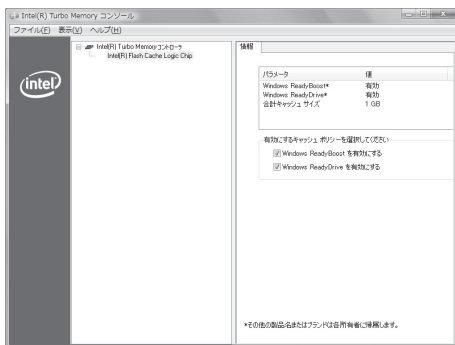 Intel(R) Turbo Memory コンソール
ファイル(F) 表示(V) ヘルプ(H)
Intel(R) Turbo Memory コントローラ
Intel(R) Flash Cache Logic Chip
intel
情報
パラメータ 値
Windows ReadyBoost* 有効
Windows ReadyDrive* 有効
合計キャッシュ サイズ 1 GB
有効にするキャッシュ ポリシーを選択してください
Windows ReadyBoost を有効にする
Windows ReadyDrive を有効にする
*その他の製品名またはブランドは各所有者に帰属します。